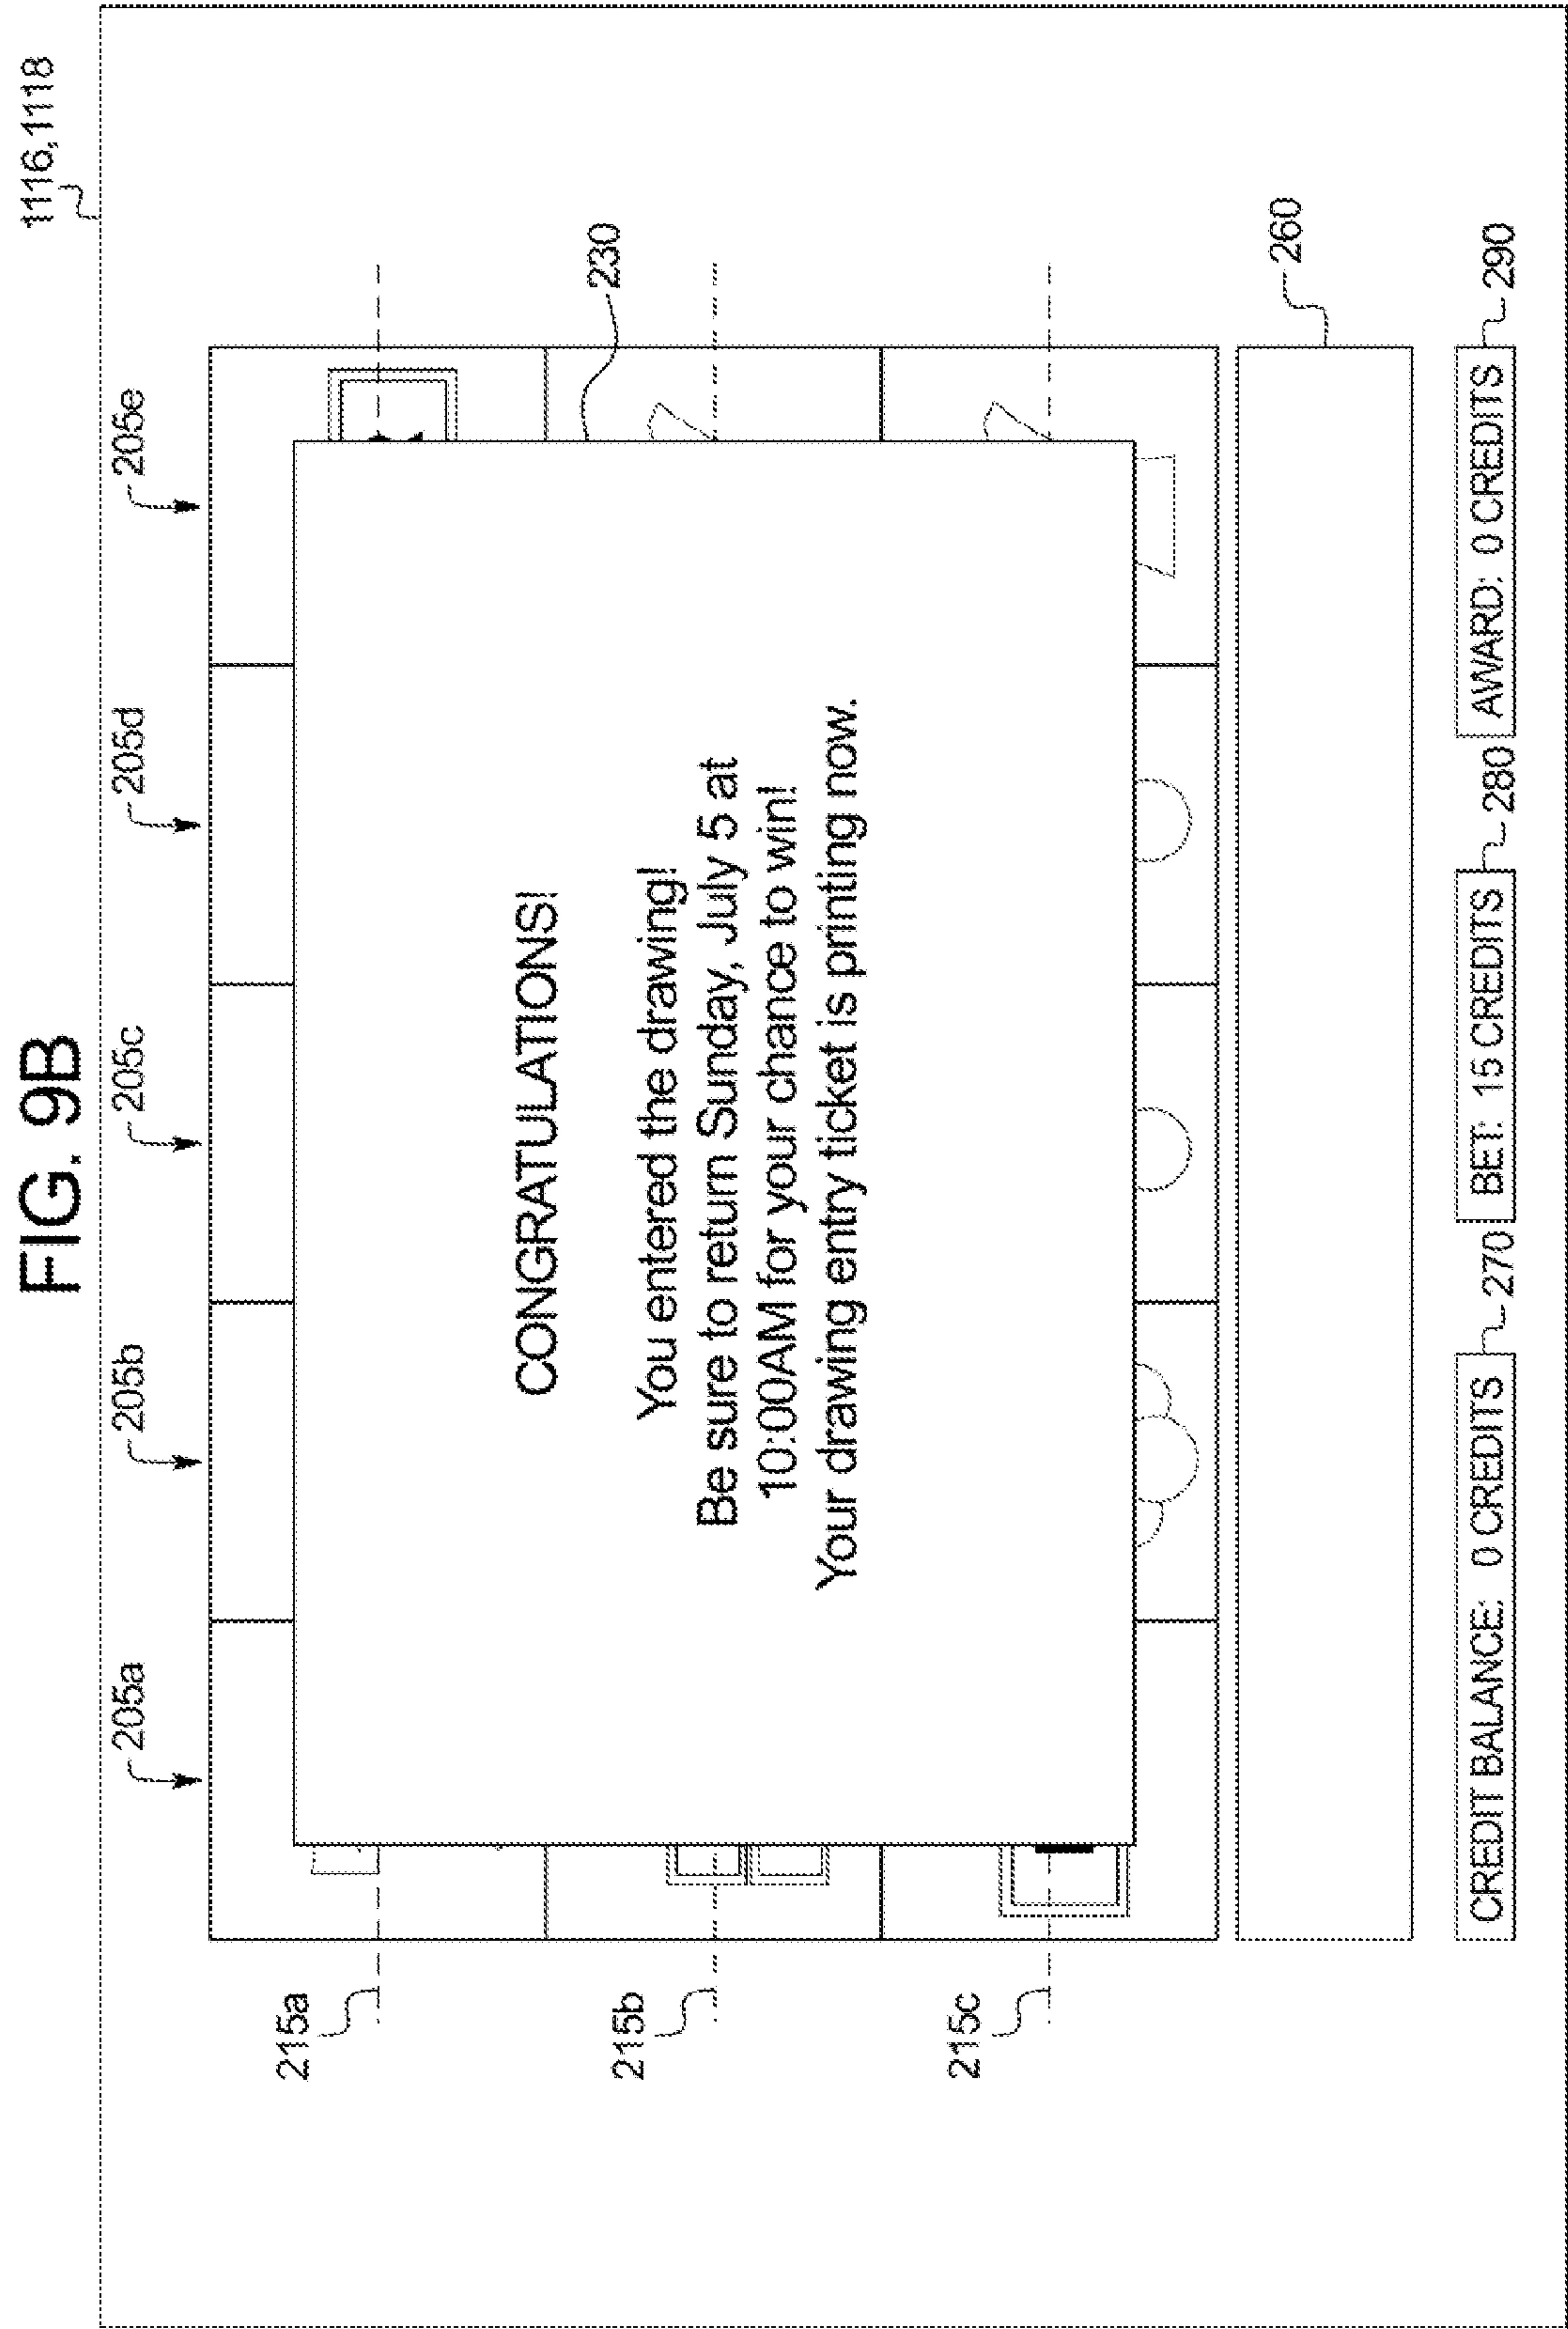 FIG. 9B
1116,1118
205a
205b
205c
205d
205e
215a
215b
215c
230
CONGRATULATIONS!
You entered the drawing!
Be sure to return Sunday, July 5 at
10:00AM for your chance to win!
Your drawing entry ticket is printing now.
260
CREDIT BALANCE: 0 CREDITS
270
BET: 15 CREDITS
280
AWARD: 0 CREDITS
290